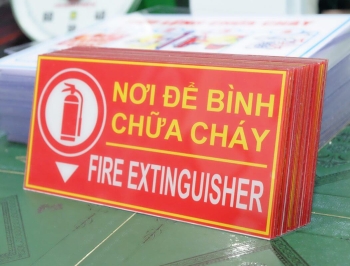 NƠI ĐỂ BÌNH
CHỮA CHÁY
FIRE EXTINGUISHER